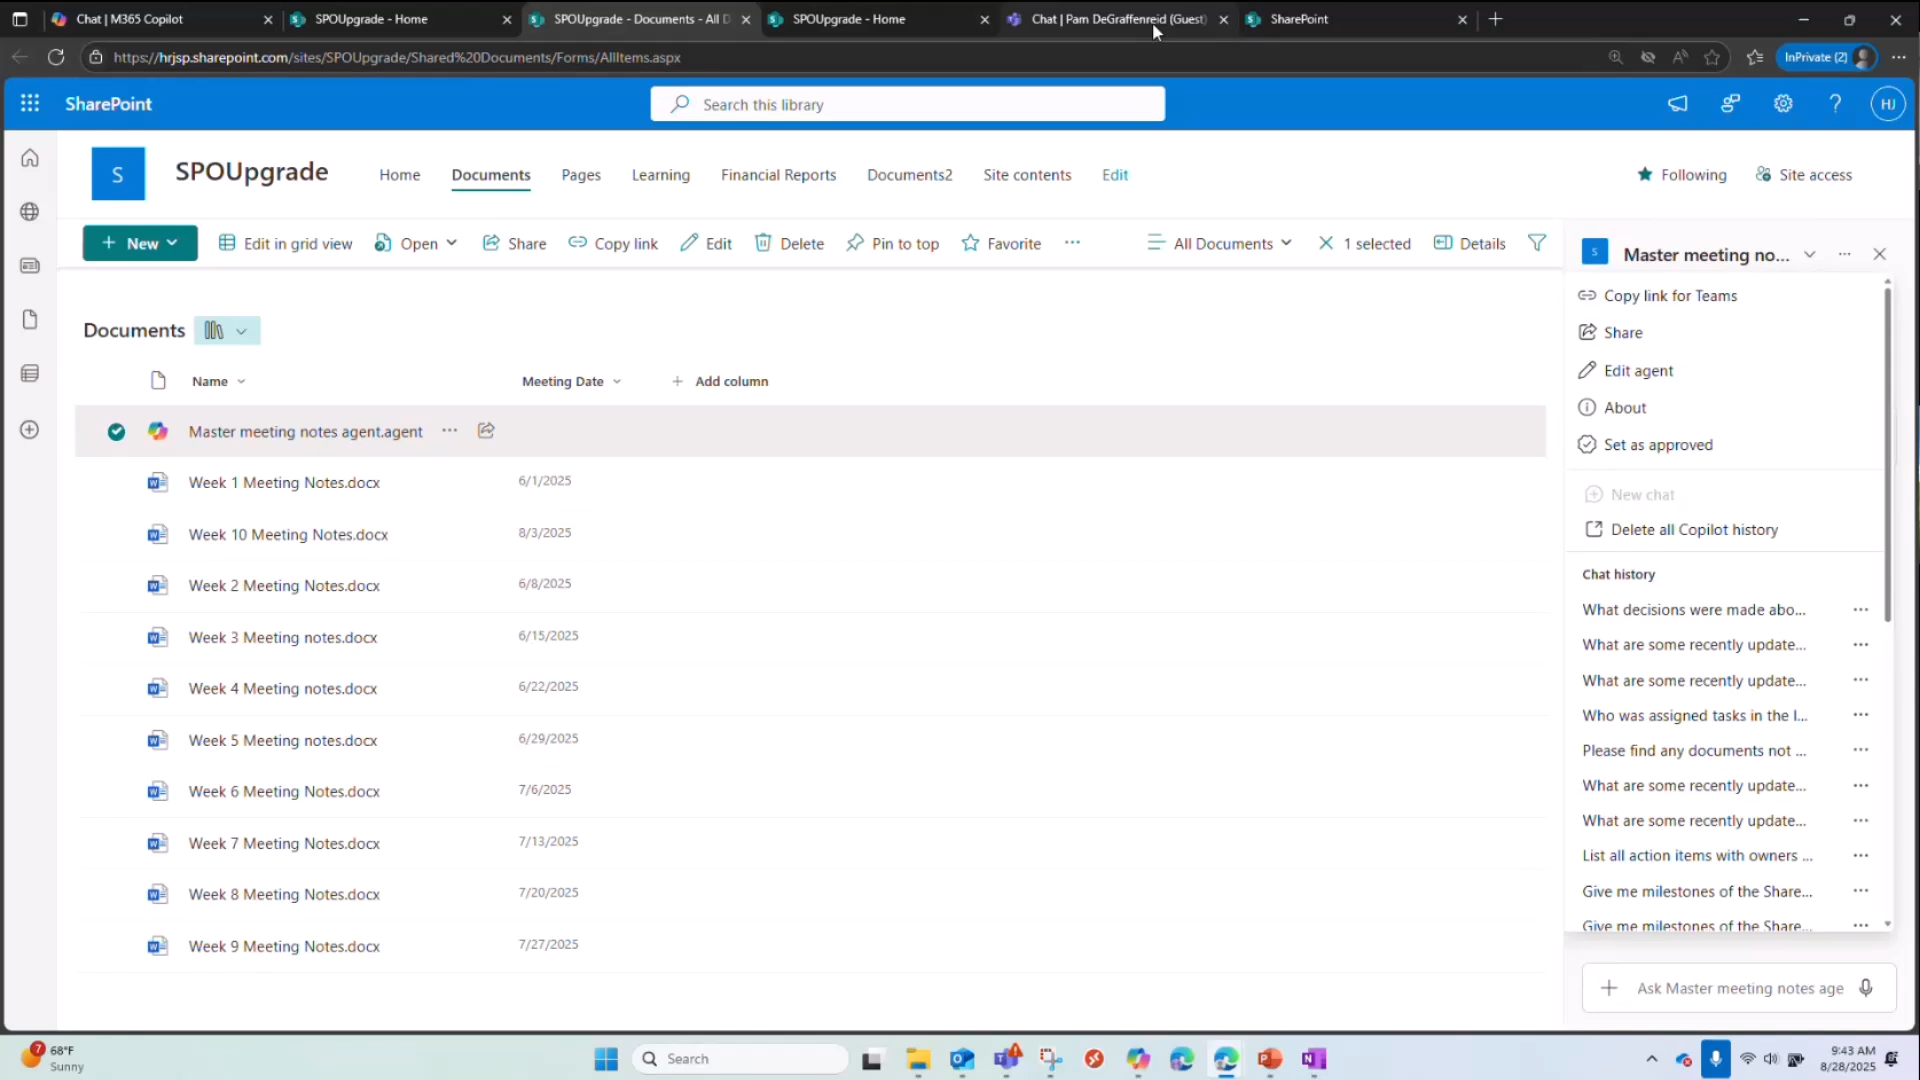 Chat | M365 Copilot
SPOUpgrade - Home
SPOUpgrade - Documents - All D
SPOUpgrade - Home
Chat | Pam DeGraffenreid (Guest)
SharePoint
https://hrjsp.sharepoint.com/sites/SPOUpgrade/Shared%20Documents/Forms/AllItems.aspx
InPrivate (2)
SharePoint
Search this library
HJ
S
SPOUpgrade
Home
Documents
Pages
Learning
Financial Reports
Documents2
Site contents
Edit
Following
Site access
New
Edit in grid view
Open
Share
Copy link
Edit
Delete
Pin to top
Favorite
All Documents
1 selected
Details
S
Master meeting no...
Copy link for Teams
Share
Edit agent
About
Set as approved
New chat
Delete all Copilot history
Chat history
What decisions were made abo...
What are some recently update...
What are some recently update...
Who was assigned tasks in the l...
Please find any documents not ...
What are some recently update...
What are some recently update...
List all action items with owners ...
Give me milestones of the Share...
Give me milestones of the Share...
Ask Master meeting notes age
Documents
Name
Meeting Date
Add column
Master meeting notes agent.agent
Week 1 Meeting Notes.docx 6/1/2025
Week 10 Meeting Notes.docx 8/3/2025
Week 2 Meeting Notes.docx 6/8/2025
Week 3 Meeting notes.docx 6/15/2025
Week 4 Meeting notes.docx 6/22/2025
Week 5 Meeting notes.docx 6/29/2025
Week 6 Meeting Notes.docx 7/6/2025
Week 7 Meeting Notes.docx 7/13/2025
Week 8 Meeting Notes.docx 7/20/2025
Week 9 Meeting Notes.docx 7/27/2025
7
68°F
Sunny
Search
9:43 AM
8/28/2025